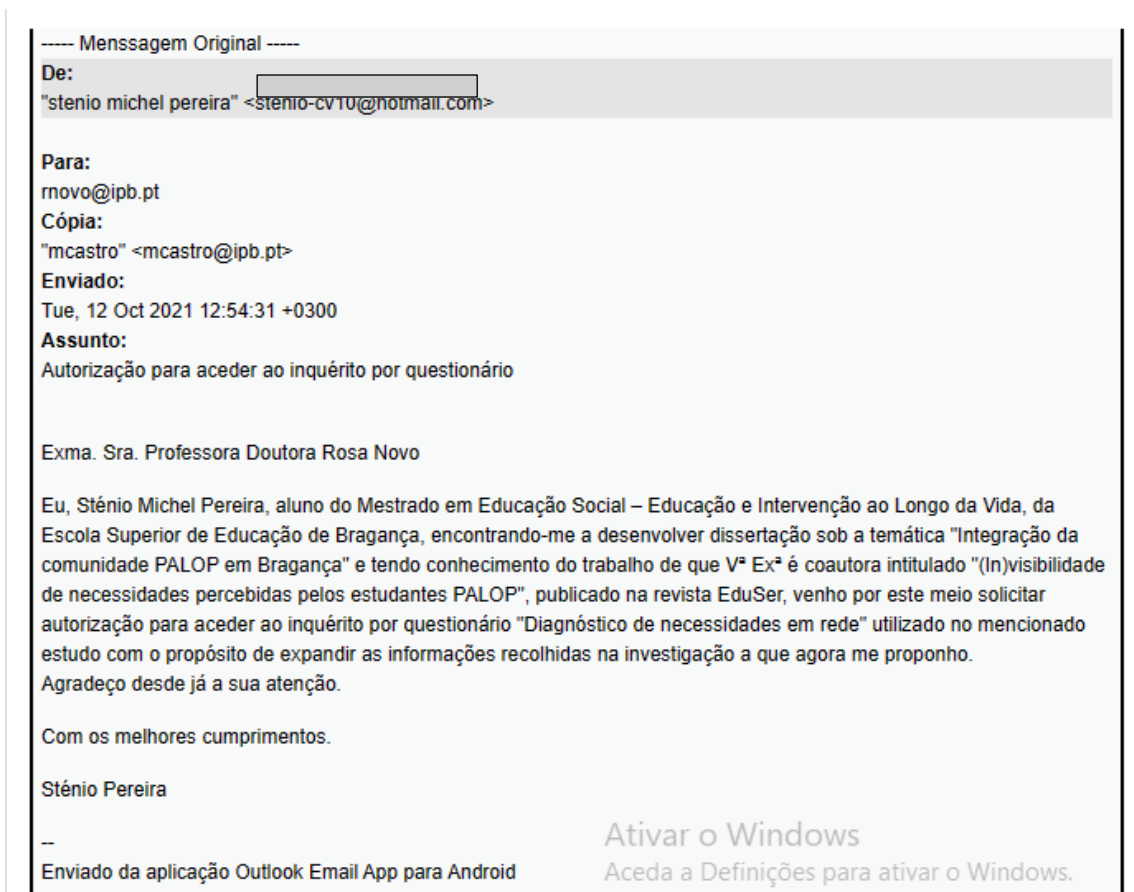 ----- Menssagem Original -----
De:
"stenio michel pereira"
Para:
rnovo@ipb.pt
Cópia:
"mcastro" <mcastro@ipb.pt>
Enviado:
Tue, 12 Oct 2021 12:54:31 +0300
Assunto:
Autorização para aceder ao inquérito por questionário
Exma. Sra. Professora Doutora Rosa Novo
Eu, Sténio Michel Pereira, aluno do Mestrado em Educação Social – Educação e Intervenção ao Longo da Vida, da
Escola Superior de Educação de Bragança, encontrando-me a desenvolver dissertação sob a temática "Integração da
comunidade PALOP em Bragança" e tendo conhecimento do trabalho de que Vª Exª é coautora intitulado "(In)visibilidade
de necessidades percebidas pelos estudantes PALOP", publicado na revista EduSer, venho por este meio solicitar
autorização para aceder ao inquérito por questionário "Diagnóstico de necessidades em rede" utilizado no mencionado
estudo com o propósito de expandir as informações recolhidas na investigação a que agora me proponho.
Agradeço desde já a sua atenção.
Com os melhores cumprimentos.
Sténio Pereira
--
Enviado da aplicação Outlook Email App para Android
Ativar o Windows
Aceda a Definições para ativar o Windows.